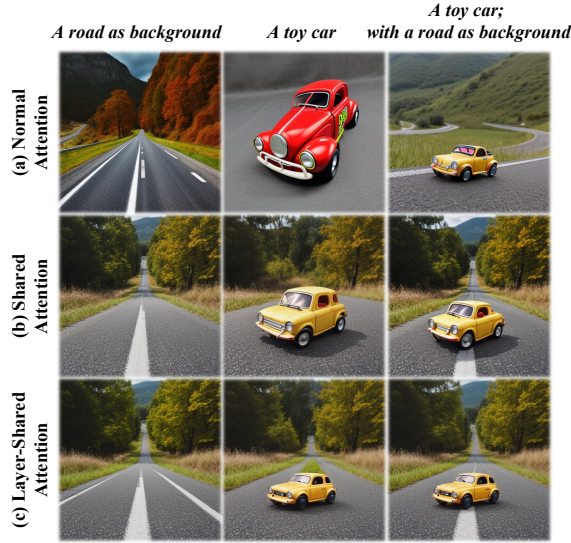 A road as background
A toy car
A toy car;
with a road as background
(a) Normal
Attention
(b) Shared
Attention
(c) Layer-Shared
Attention